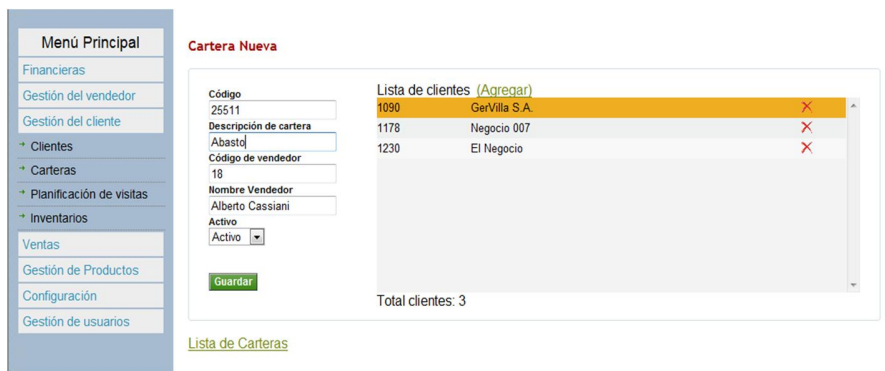 Menú Principal
Financieras
Gestión del vendedor
Gestión del cliente
Clientes
Carteras
Planificación de visitas
Inventarios
Ventas
Gestión de Productos
Configuración
Gestión de usuarios
Cartera Nueva
Código
25511
Descripción de cartera
Abasto
Código de vendedor
18
Nombre Vendedor
Alberto Cassiani
Activo
Activo
Guardar
Lista de clientes (Agregar)
1090 GerVilla S.A.
1178 Negocio 007
1230 El Negocio
Total clientes: 3
Lista de Carteras